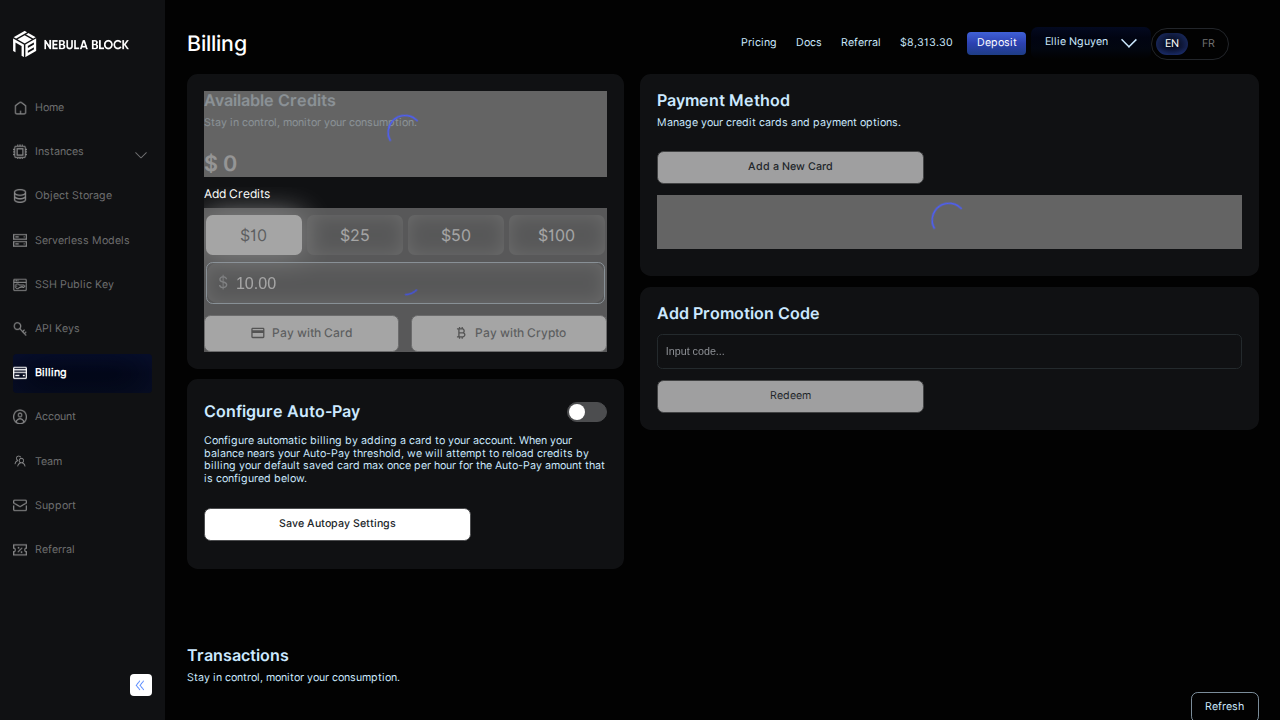 NEBULA BLOCK
Home
Instances
Object Storage
Serverless Models
SSH Public Key
API Keys
Billing
Account
Team
Support
Referral
Billing
Pricing
Docs
Referral
$8,313.30
Deposit
Ellie Nguyen
EN
FR
Available Credits
Stay in control, monitor your consumption.
$ 0
Add Credits
$10
$25
$50
$100
$ 10.00
Pay with Card
Pay with Crypto
Configure Auto-Pay
Configure automatic billing by adding a card to your account. When your
balance nears your Auto-Pay threshold, we will attempt to reload credits by
billing your default saved card max once per hour for the Auto-Pay amount that
is configured below.
Save Autopay Settings
Payment Method
Manage your credit cards and payment options.
Add a New Card
Add Promotion Code
Input code...
Redeem
Transactions
Stay in control, monitor your consumption.
Refresh